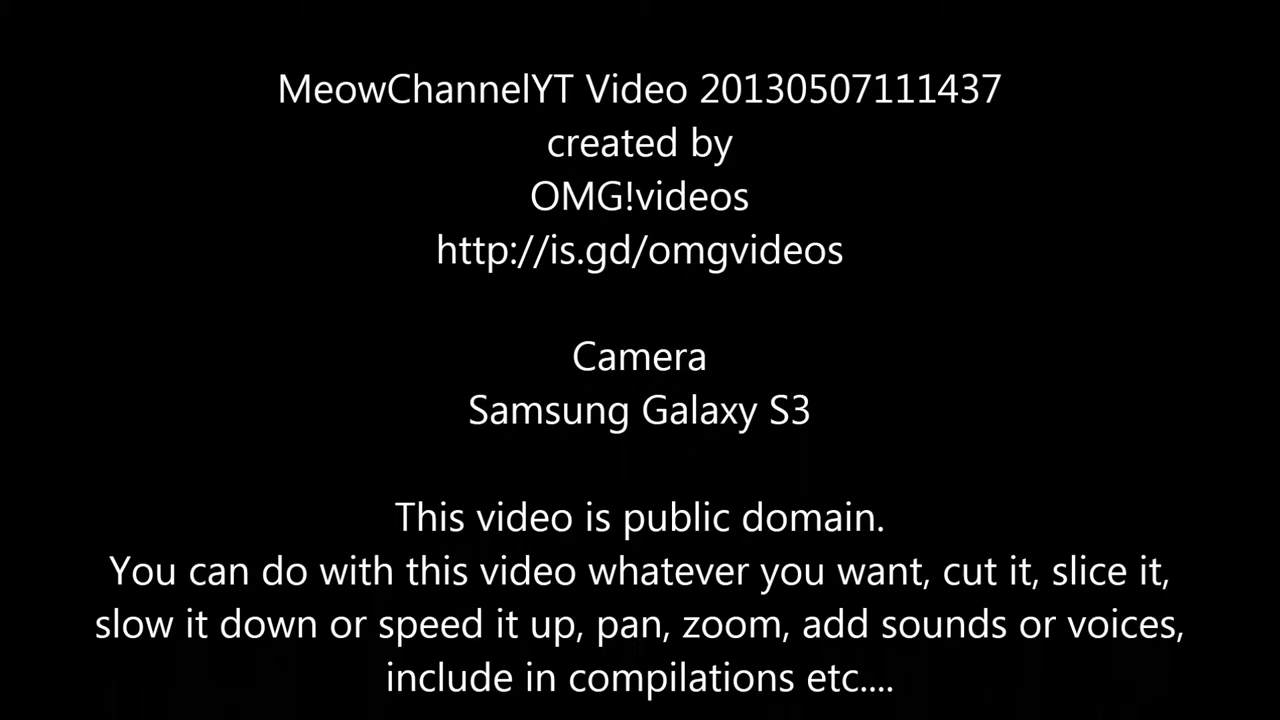 MeowChannelYT Video 20130507111437
created by
OMG!videos
http://is.gd/omgvideos
Camera
Samsung Galaxy S3
This video is public domain.
You can do with this video whatever you want, cut it, slice it,
slow it down or speed it up, pan, zoom, add sounds or voices,
include in compilations etc....